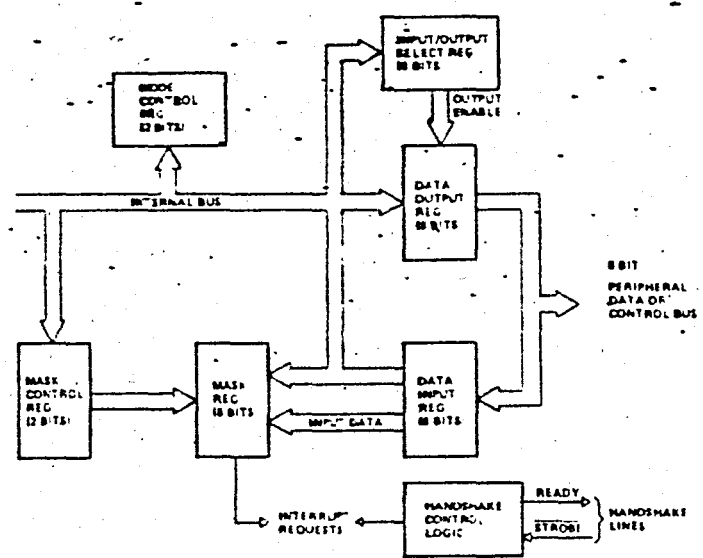 INPUT/OUTPUT
SELECT REG
(8 BITS)
MODE
CONTROL
REG
(2 BITS)
OUTPUT
ENABLE
DATA
OUTPUT
REG
(8 BITS)
INTERNAL BUS
8 BIT
PERIPHERAL
DATA OR
CONTROL BUS
MASK
CONTROL
REG
(2 BITS)
MASK
REG
(8 BITS
DATA
INPUT
REG
(8 BITS)
INPUT DATA
INTERRUPT
REQUESTS
HANDSHAKE
CONTROL
LOGIC
READY
STROBE
HANDSHAKE
LINES